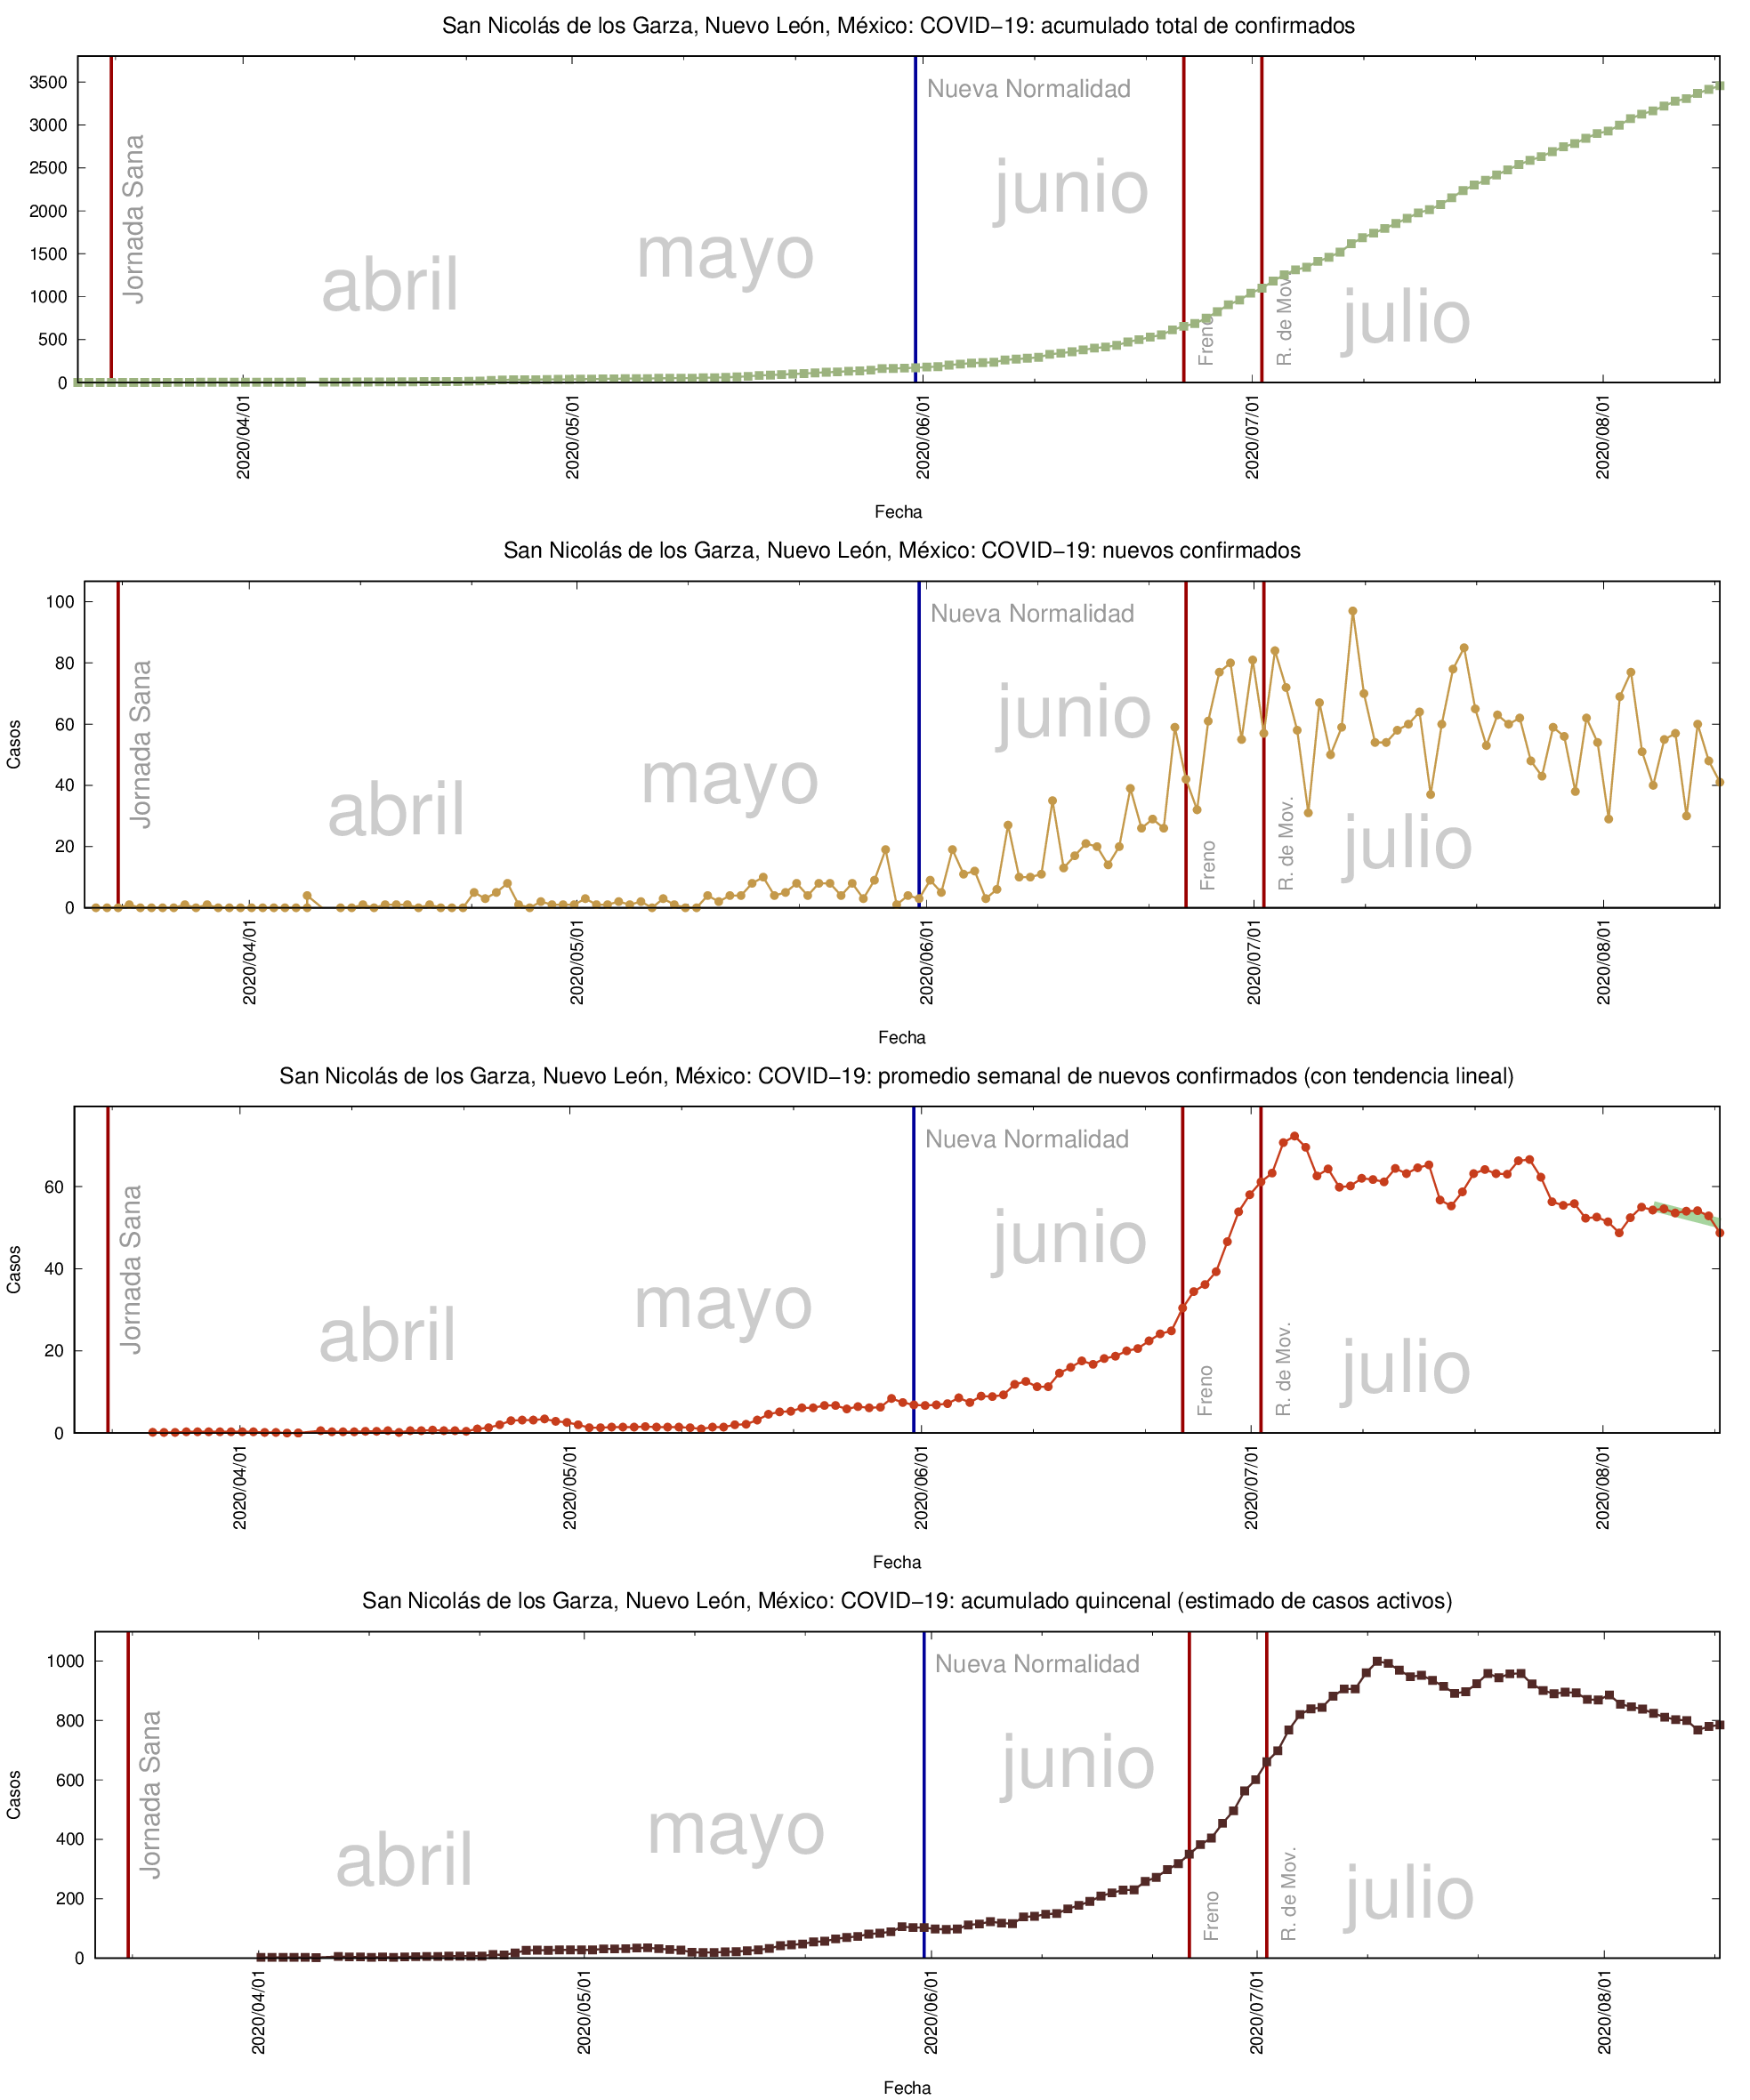 San Nicolás de los Garza, Nuevo León, México: COVID−19: acumulado total de confirmados
3500
3000
2500
2000
1500
1000
500
0
Jornada Sana
abril
mayo
Nueva Normalidad
junio
Freno
R. de Mov.
julio
2020/04/01
2020/05/01
2020/06/01
2020/07/01
2020/08/01
Fecha
San Nicolás de los Garza, Nuevo León, México: COVID−19: nuevos confirmados
Casos
100
80
60
40
20
0
Jornada Sana
abril
mayo
Nueva Normalidad
junio
Freno
R. de Mov.
julio
2020/04/01
2020/05/01
2020/06/01
2020/07/01
2020/08/01
Fecha
San Nicolás de los Garza, Nuevo León, México: COVID−19: promedio semanal de nuevos confirmados (con tendencia lineal)
Casos
60
40
20
0
Jornada Sana
abril
mayo
Nueva Normalidad
junio
Freno
R. de Mov.
julio
2020/04/01
2020/05/01
2020/06/01
2020/07/01
2020/08/01
Fecha
San Nicolás de los Garza, Nuevo León, México: COVID−19: acumulado quincenal (estimado de casos activos)
Casos
1000
800
600
400
200
0
Jornada Sana
abril
mayo
Nueva Normalidad
junio
Freno
R. de Mov.
julio
2020/04/01
2020/05/01
2020/06/01
2020/07/01
2020/08/01
Fecha